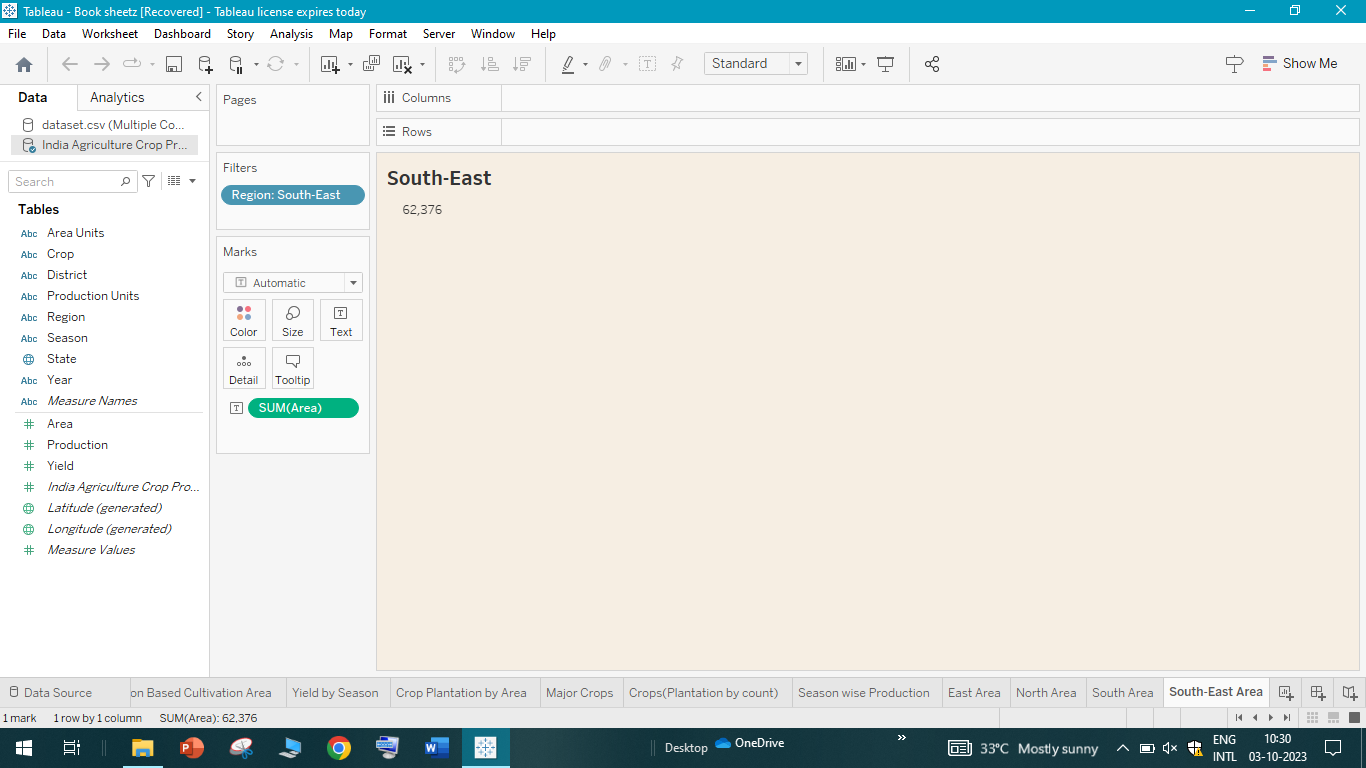 Tableau - Book sheetz [Recovered] - Tableau license expires today
File Data Worksheet Dashboard Story Analysis Map Format Server Window Help
Standard
Show Me
Data Analytics
dataset.csv (Multiple Co...
India Agriculture Crop Pr...
Search
Tables
Abc Area Units
Abc Crop
Abc District
Abc Production Units
Abc Region
Abc Season
State
Abc Year
Abc Measure Names
# Area
# Production
# Yield
# India Agriculture Crop Pro...
Latitude (generated)
Longitude (generated)
# Measure Values
Pages
Filters
Region: South-East
Marks
T Automatic
Color Size Text
Detail Tooltip
T SUM(Area)
Columns
Rows
South-East
62,376
Data Source on Based Cultivation Area Yield by Season Crop Plantation by Area Major Crops Crops(Plantation by count) Season wise Production East Area North Area South Area South-East Area
1 mark 1 row by 1 column SUM(Area): 62,376
Desktop OneDrive 33°C Mostly sunny ENG INTL 10:30 03-10-2023